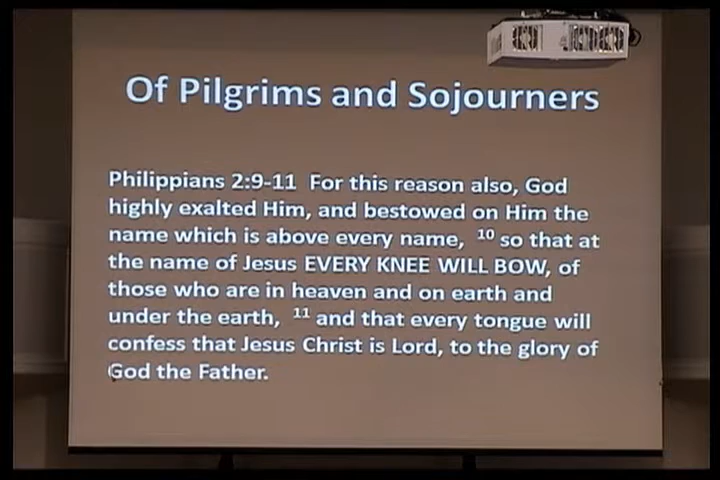 Of Pilgrims and Sojourners
Philippians 2:9-11 For this reason also, God
highly exalted Him, and bestowed on Him the
name which is above every name, 10 so that at
the name of Jesus EVERY KNEE WILL BOW, of
those who are in heaven and on earth and
under the earth, 11 and that every tongue will
confess that Jesus Christ is Lord, to the glory of
God the Father.